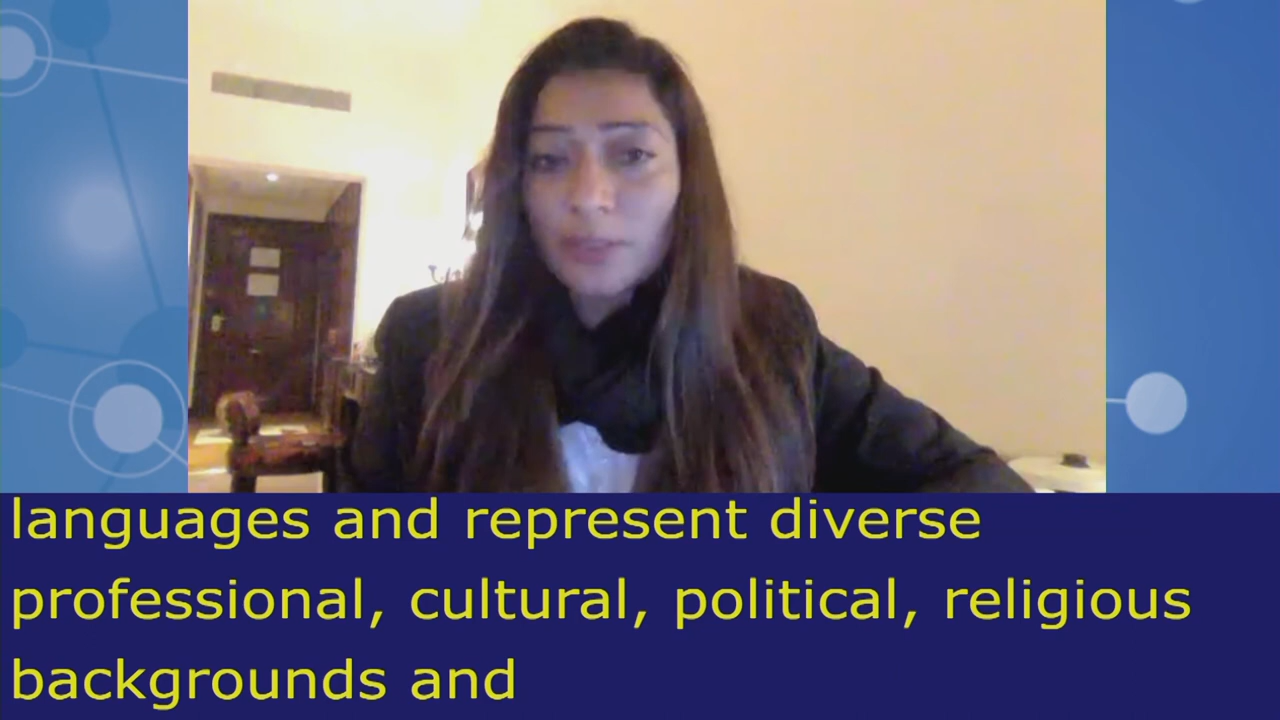 languages and represent diverse
professional, cultural, political, religious
backgrounds and